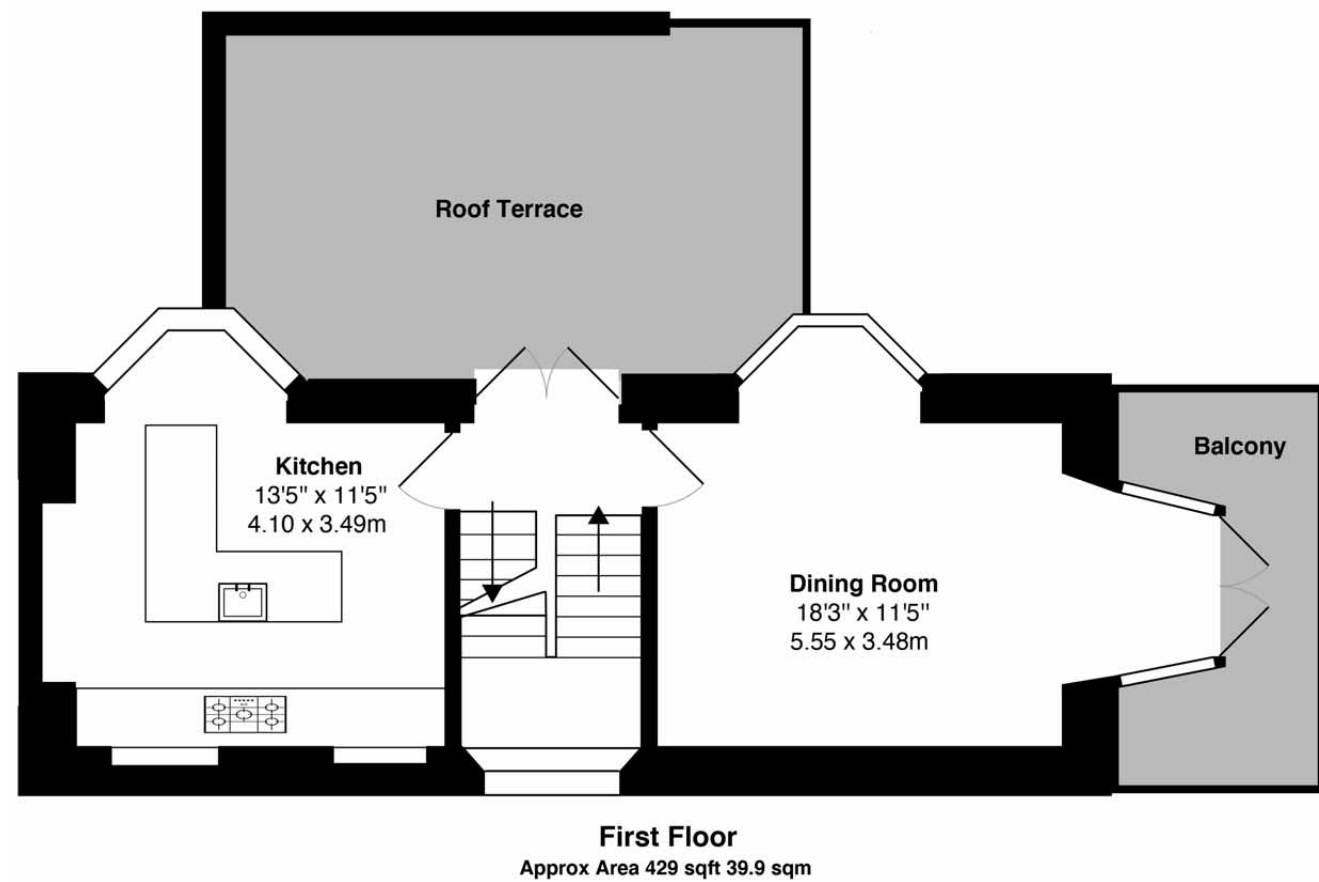 Roof Terrace
Balcony
Kitchen
13'5" x 11'5"
4.10 x 3.49m
Dining Room
18'3" x 11'5"
5.55 x 3.48m
First Floor
Approx Area 429 sqft 39.9 sqm